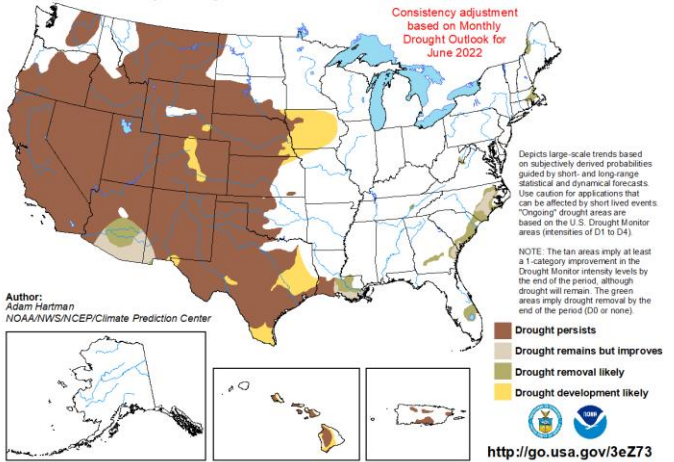 Consistency adjustment
based on Monthly
Drought Outlook for
June 2022
Depicts large-scale trends based
on subjectively derived probabilities
guided by short- and long-range
statistical and dynamical forecasts.
Use caution for applications that
can be affected by short lived events.
"Ongoing" drought areas are
based on the U.S. Drought Monitor
areas (intensities of D1 to D4).
NOTE: The tan areas imply at least
a 1-category improvement in the
Drought Monitor intensity levels by
the end of the period, although
drought will remain. The green
areas imply drought removal by the
end of the period (D0 or none).
Author:
Adam Hartman
NOAA/NWS/NCEP/Climate Prediction Center
Drought persists
Drought remains but improves
Drought removal likely
Drought development likely
NOAA
http://go.usa.gov/3eZ73